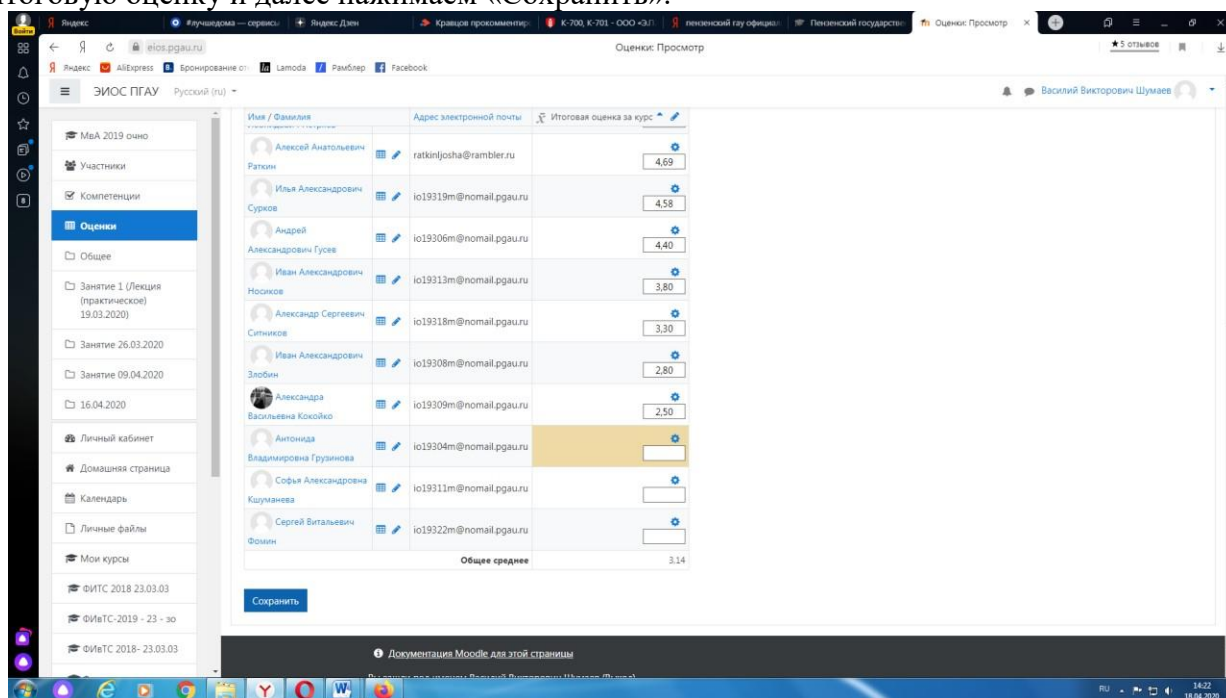 итоговую оценку и далее нажимаем «Сохранить».
Войти
Яндекс
#лучшедома — сервисы
Яндекс Дзен
Кравцов прокомментиро
К-700, К-701 - ООО «З.Г
пензенский гау официал
Пензенский государстве
Оценки: Просмотр
eios.pgau.ru
Оценки: Просмотр
★ 5 отзывов
Яндекс
AliExpress
Бронирование от
Lamoda
Рамблер
Facebook
ЭИОС ПГАУ Русский (ru)
Василий Викторович Шумаев
МвА 2019 очно
Участники
Компетенции
Оценки
Общее
Занятие 1 (Лекция
(практическое)
19.03.2020)
Занятие 26.03.2020
Занятие 09.04.2020
16.04.2020
Личный кабинет
Домашняя страница
Календарь
Личные файлы
Мои курсы
ФИТС 2018 23.03.03
ФИвТС-2019 - 23 - зо
ФИвТС 2018- 23.03.03
Имя / Фамилия Адрес электронной почты Итоговая оценка за курс
Алексей Анатольевич
Раткин ratkinljosha@rambler.ru 4,69
Илья Александрович
Сурков io19319m@nomail.pgau.ru 4,58
Андрей
Александрович Гусев io19306m@nomail.pgau.ru 4,40
Иван Александрович
Носиков io19313m@nomail.pgau.ru 3,80
Александр Сергеевич
Ситников io19318m@nomail.pgau.ru 3,30
Иван Александрович
Злобин io19308m@nomail.pgau.ru 2,80
Александра
Васильевна Кокойко io19309m@nomail.pgau.ru 2,50
Антонида
Владимировна Грузинова io19304m@nomail.pgau.ru
Софья Александровна
Кшуманева io19311m@nomail.pgau.ru
Сергей Витальевич
Фомин io19322m@nomail.pgau.ru
Общее среднее 3.14
Сохранить
Документация Moodle для этой страницы
RU
14:22
18.04.2020